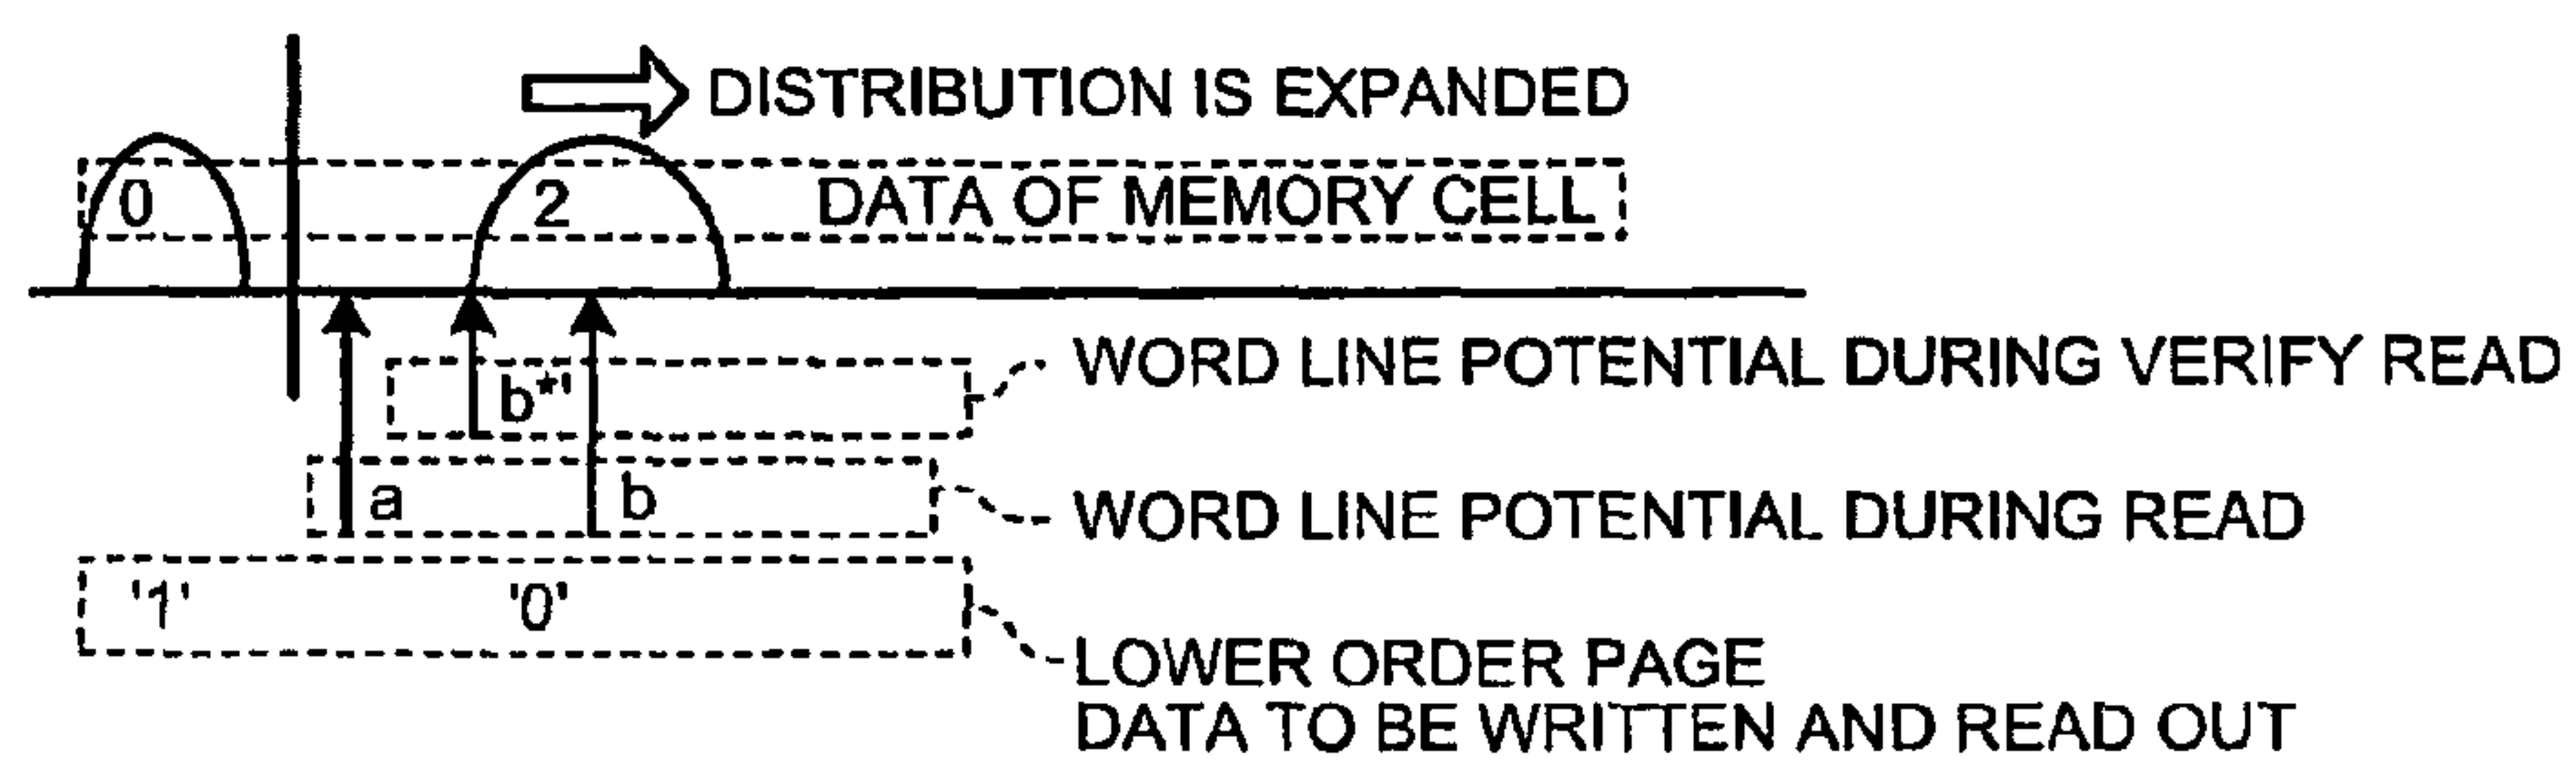 DISTRIBUTION IS EXPANDED
0 2 DATA OF MEMORY CELL
WORD LINE POTENTIAL DURING VERIFY READ
b*'
a b
WORD LINE POTENTIAL DURING READ
'1' '0'
LOWER ORDER PAGE
DATA TO BE WRITTEN AND READ OUT